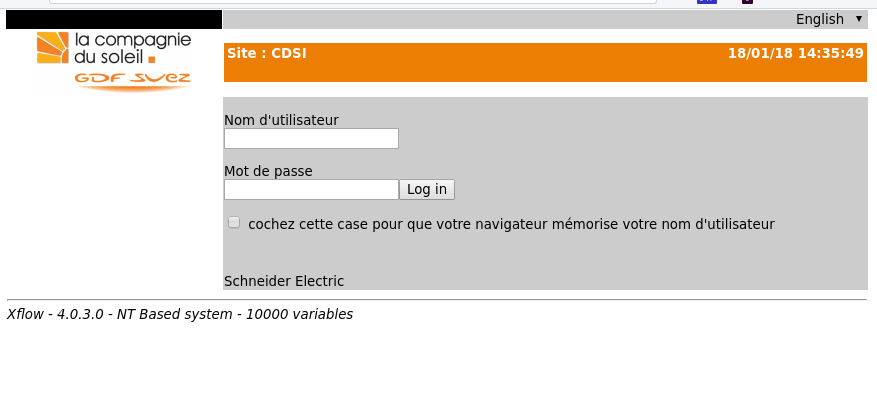 English
la compagnie
du soleil
GDF SUEZ
Site : CDSI
18/01/18 14:35:49
Nom d'utilisateur
Mot de passe
Log in
cochez cette case pour que votre navigateur mémorise votre nom d'utilisateur
Schneider Electric
Xflow - 4.0.3.0 - NT Based system - 10000 variables